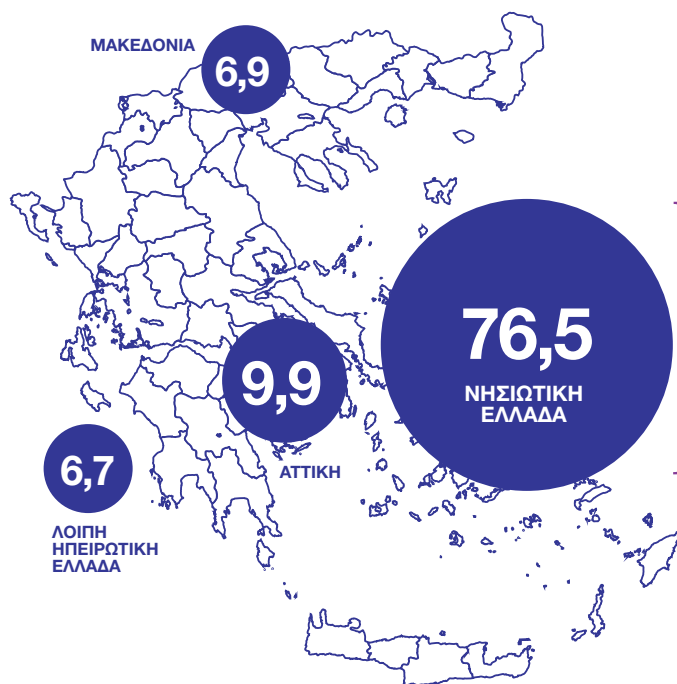 ΜΑΚΕΔΟΝΙΑ
6,9
76,5
ΝΗΣΙΩΤΙΚΗ
ΕΛΛΑΔΑ
9,9
ΑΤΤΙΚΗ
6,7
ΛΟΙΠΗ
ΗΠΕΙΡΩΤΙΚΗ
ΕΛΛΑΔΑ